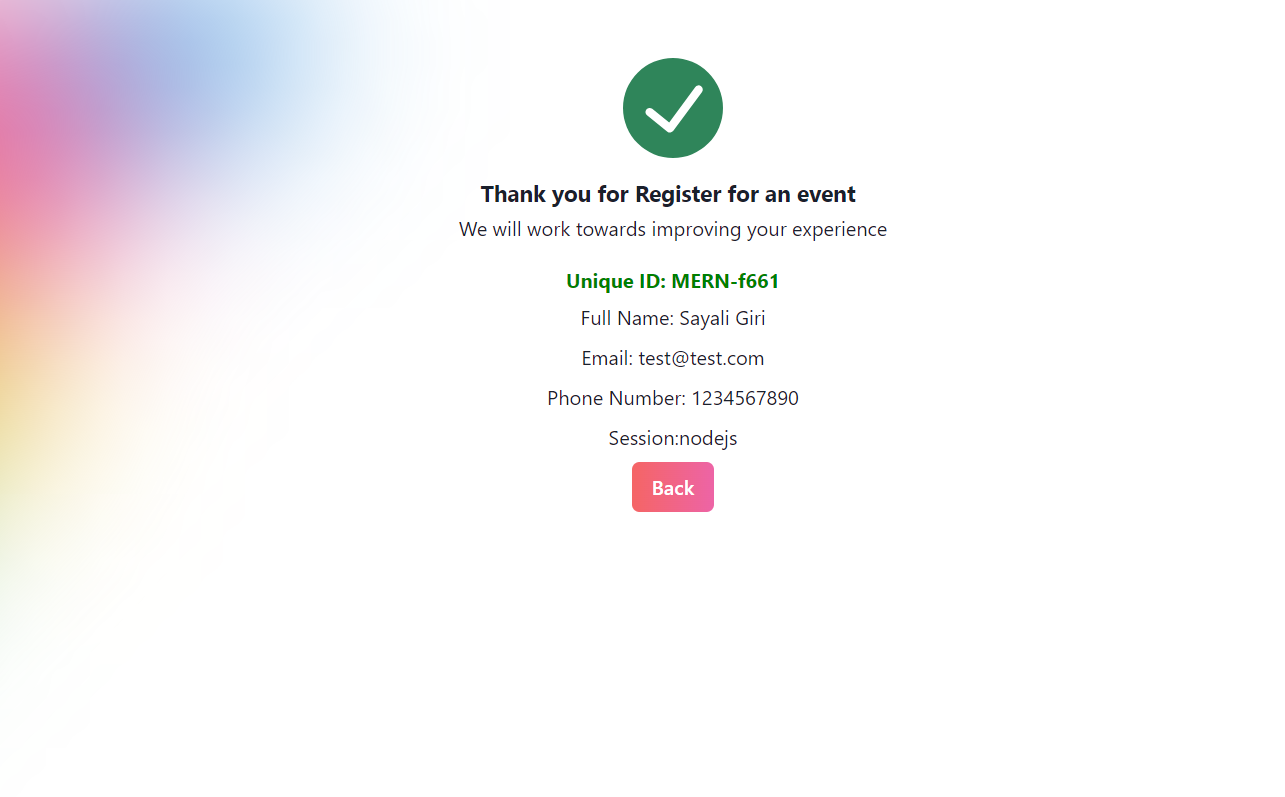 Thank you for Register for an event
We will work towards improving your experience
Unique ID: MERN-f661
Full Name: Sayali Giri
Email: test@test.com
Phone Number: 1234567890
Session:nodejs
Back